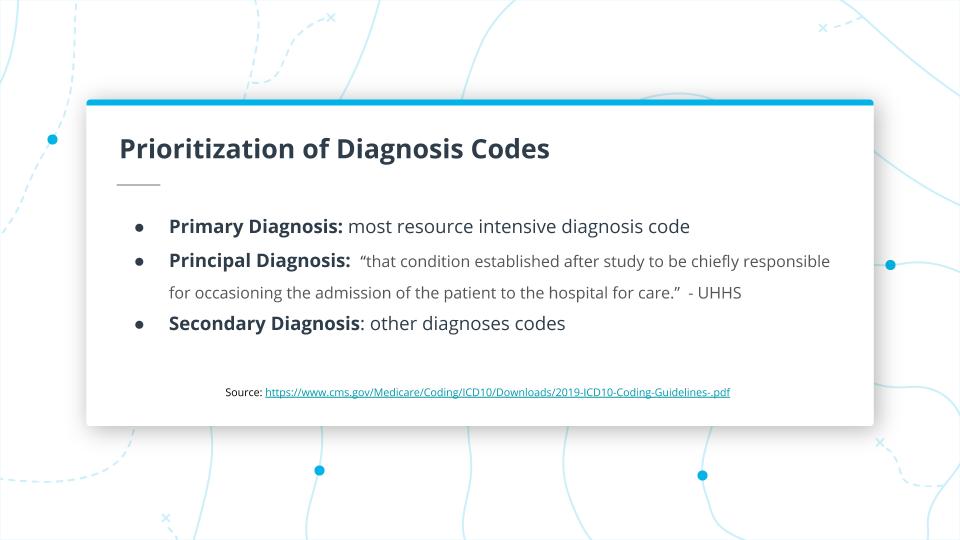 Prioritization of Diagnosis Codes
● Primary Diagnosis: most resource intensive diagnosis code
● Principal Diagnosis: “that condition established after study to be chiefly responsible
for occasioning the admission of the patient to the hospital for care.” - UHHS
● Secondary Diagnosis: other diagnoses codes
Source: https://www.cms.gov/Medicare/Coding/ICD10/Downloads/2019-ICD10-Coding-Guidelines-.pdf